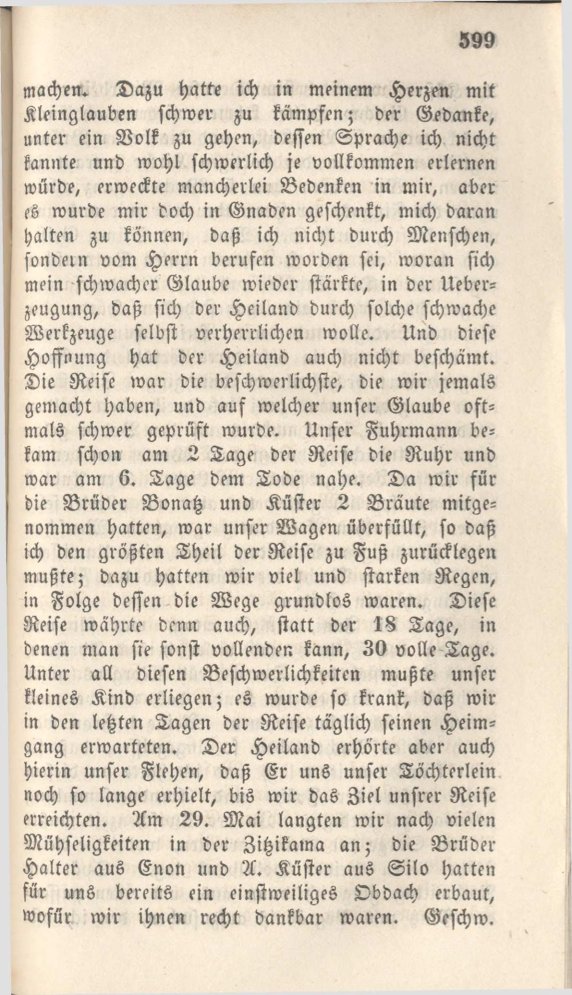 599
machen. Dazu hatte ich in meinem Herzen mit
Kleinglauben schwer zu kämpfen; der Gedanke,
unter ein Volk zu gehen, dessen Sprache ich nicht
kannte und wohl schwerlich je vollkommen erlernen
würde, erweckte mancherlei Bedenken in mir, aber
es wurde mir doch in Gnaden geschenkt, mich daran
halten zu können, daß ich nicht durch Menschen,
sondern vom Herrn berufen worden sei, woran sich
mein schwacher Glaube wieder stärkte, in der Ueber-
zeugung, daß sich der Heiland durch solche schwache
Werkzeuge selbst verherrlichen wolle. Und diese
Hoffnung hat der Heiland auch nicht beschämt.
Die Reise war die beschwerlichste, die wir jemals
gemacht haben, und auf welcher unser Glaube oft-
mals schwer geprüft wurde. Unser Fuhrmann be-
kam schon am 2 Tage der Reise die Ruhr und
war am 6. Tage dem Tode nahe. Da wir für
die Brüder Bonatz und Küster 2 Bräute mitge-
nommen hatten, war unser Wagen überfüllt, so daß
ich den größten Theil der Reise zu Fuß zurücklegen
mußte; dazu hatten wir viel und starken Regen,
in Folge dessen die Wege grundlos waren. Diese
Reise währte denn auch, statt der 18 Tage, in
denen man sie sonst vollenden kann, 30 volle Tage.
Unter all diesen Beschwerlichkeiten mußte unser
kleines Kind erliegen; es wurde so krank, daß wir
in den letzten Tagen der Reise täglich seinen Heim-
gang erwarteten. Der Heiland erhörte aber auch
hierin unser Flehen, daß Er uns unser Töchterlein
noch so lange erhielt, bis wir das Ziel unsrer Reise
erreichten. Am 29. Mai langten wir nach vielen
Mühseligkeiten in der Zitzikama an; die Brüder
Halter aus Enon und A. Küster aus Silo hatten
für uns bereits ein einstweiliges Obdach erbaut,
wofür wir ihnen recht dankbar waren. Geschw.